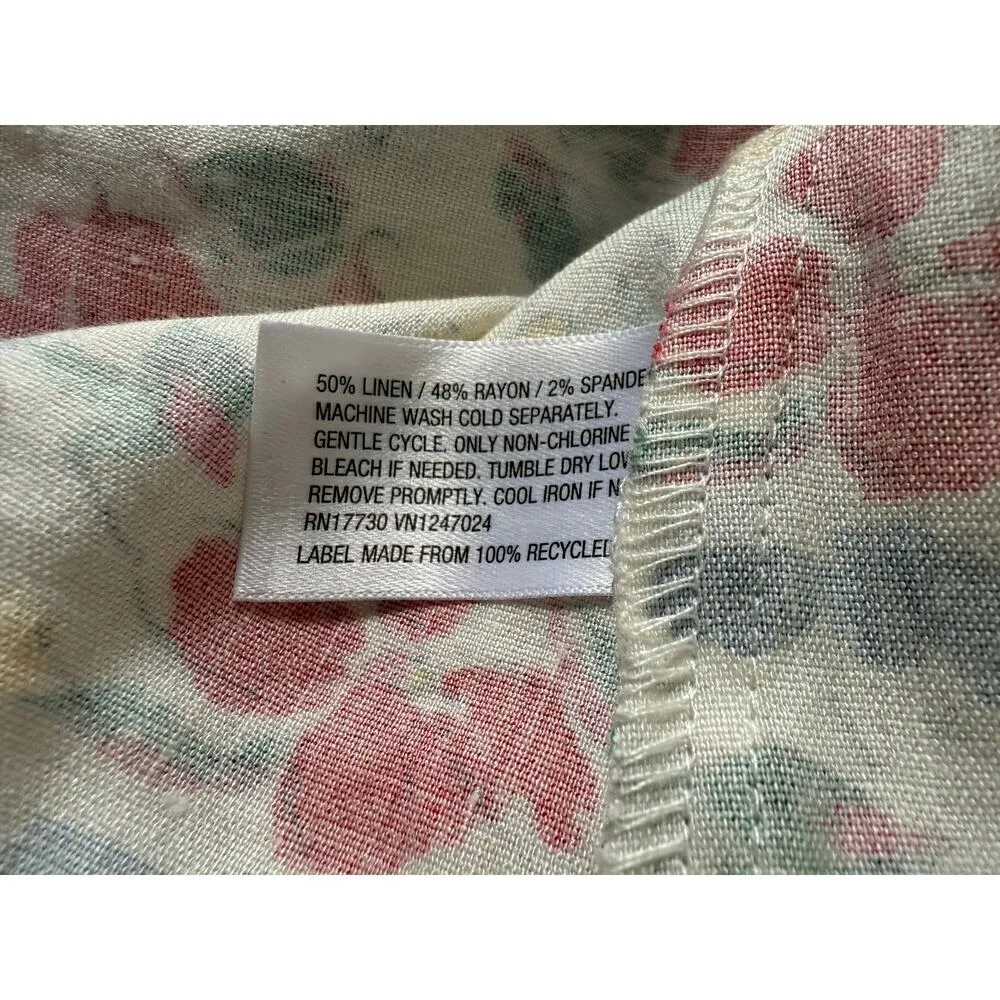 50% LINEN / 48% RAYON / 2% SPANDE
MACHINE WASH COLD SEPARATELY.
GENTLE CYCLE. ONLY NON-CHLORINE
BLEACH IF NEEDED. TUMBLE DRY LOW
REMOVE PROMPTLY. COOL IRON IF N
RN17730 VN1247024
LABEL MADE FROM 100% RECYCLED